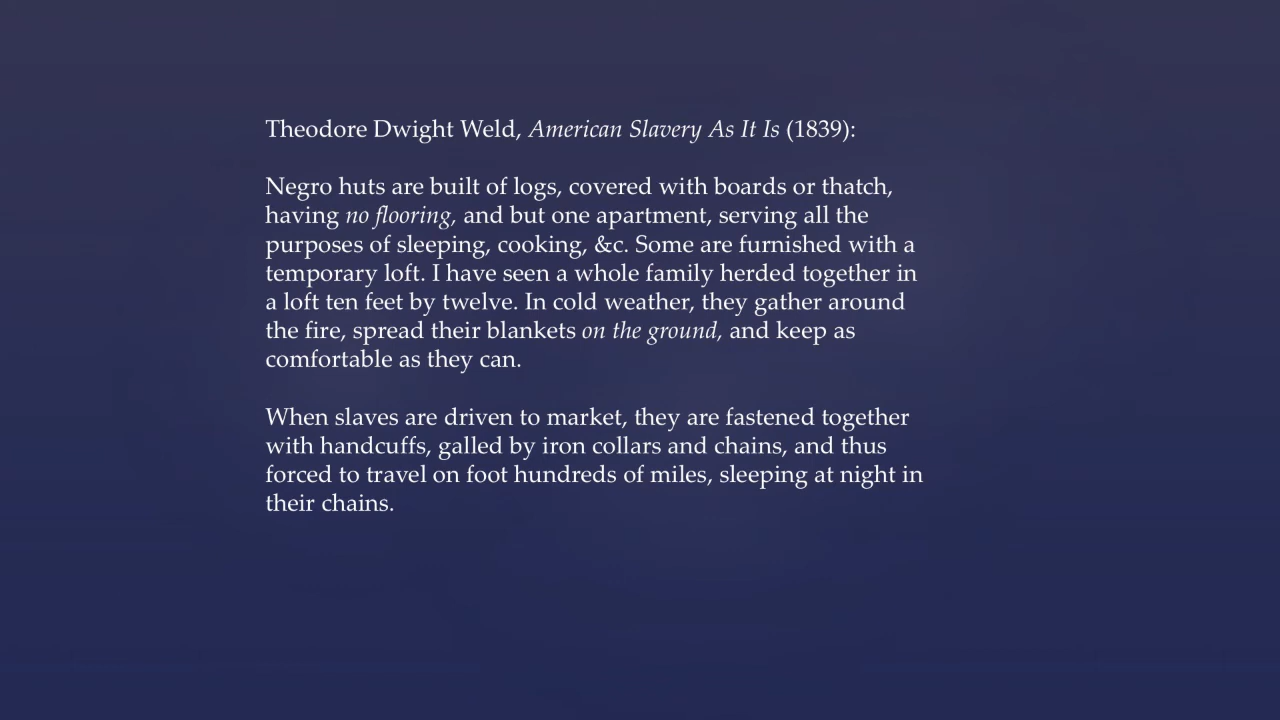 Theodore Dwight Weld, American Slavery As It Is (1839):
Negro huts are built of logs, covered with boards or thatch,
having no flooring, and but one apartment, serving all the
purposes of sleeping, cooking, &c. Some are furnished with a
temporary loft. I have seen a whole family herded together in
a loft ten feet by twelve. In cold weather, they gather around
the fire, spread their blankets on the ground, and keep as
comfortable as they can.
When slaves are driven to market, they are fastened together
with handcuffs, galled by iron collars and chains, and thus
forced to travel on foot hundreds of miles, sleeping at night in
their chains.